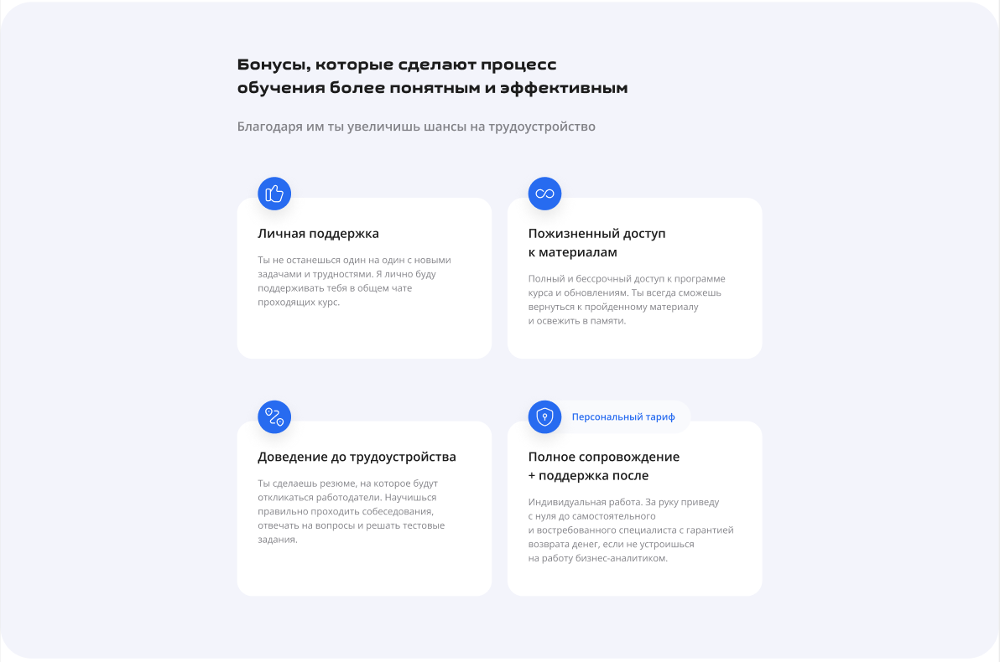 Бонусы, которые сделают процесс
обучения более понятным и эффективным
Благодаря им ты увеличишь шансы на трудоустройство
Личная поддержка
Ты не останешься один на один с новыми
задачами и трудностями. Я лично буду
поддерживать тебя в общем чате
проходящих курс.
Пожизненный доступ
к материалам
Полный и бессрочный доступ к программе
курса и обновлениям. Ты всегда сможешь
вернуться к пройденному материалу
и освежить в памяти.
Доведение до трудоустройства
Ты сделаешь резюме, на которое будут
откликаться работодатели. Научишься
правильно проходить собеседования,
отвечать на вопросы и решать тестовые
задания.
Персональный тариф
Полное сопровождение
+ поддержка после
Индивидуальная работа. За руку приведу
с нуля до самостоятельного
и востребованного специалиста с гарантией
возврата денег, если не устроишься
на работу бизнес-аналитиком.